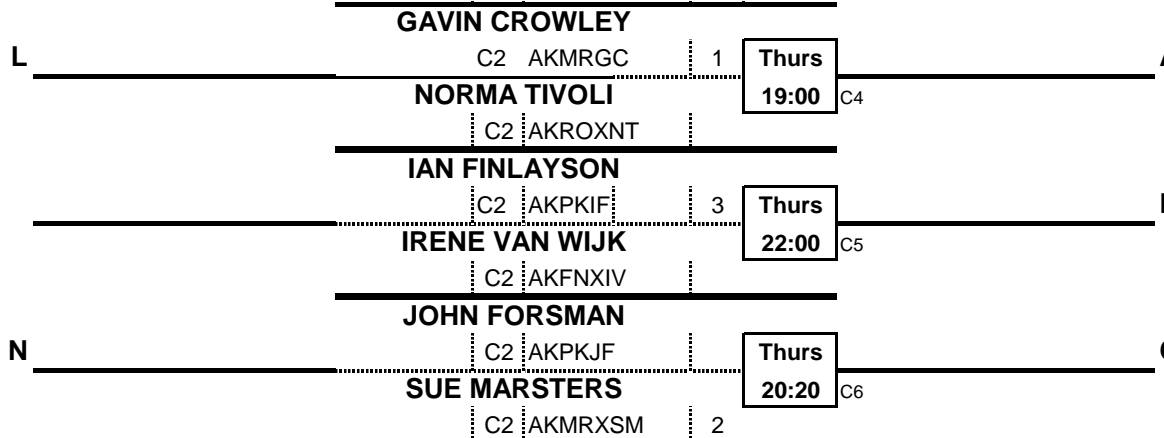 GAVIN CROWLEY
L C2 AKMRGC 1 Thurs
NORMA TIVOLI 19:00 C4
C2 AKROXNT
IAN FINLAYSON
C2 AKPKIF 3 Thurs
IRENE VAN WIJK 22:00 C5
C2 AKFNXIV
JOHN FORSMAN
N C2 AKPKJF Thurs
SUE MARSTERS 20:20 C6
C2 AKMRXSM 2